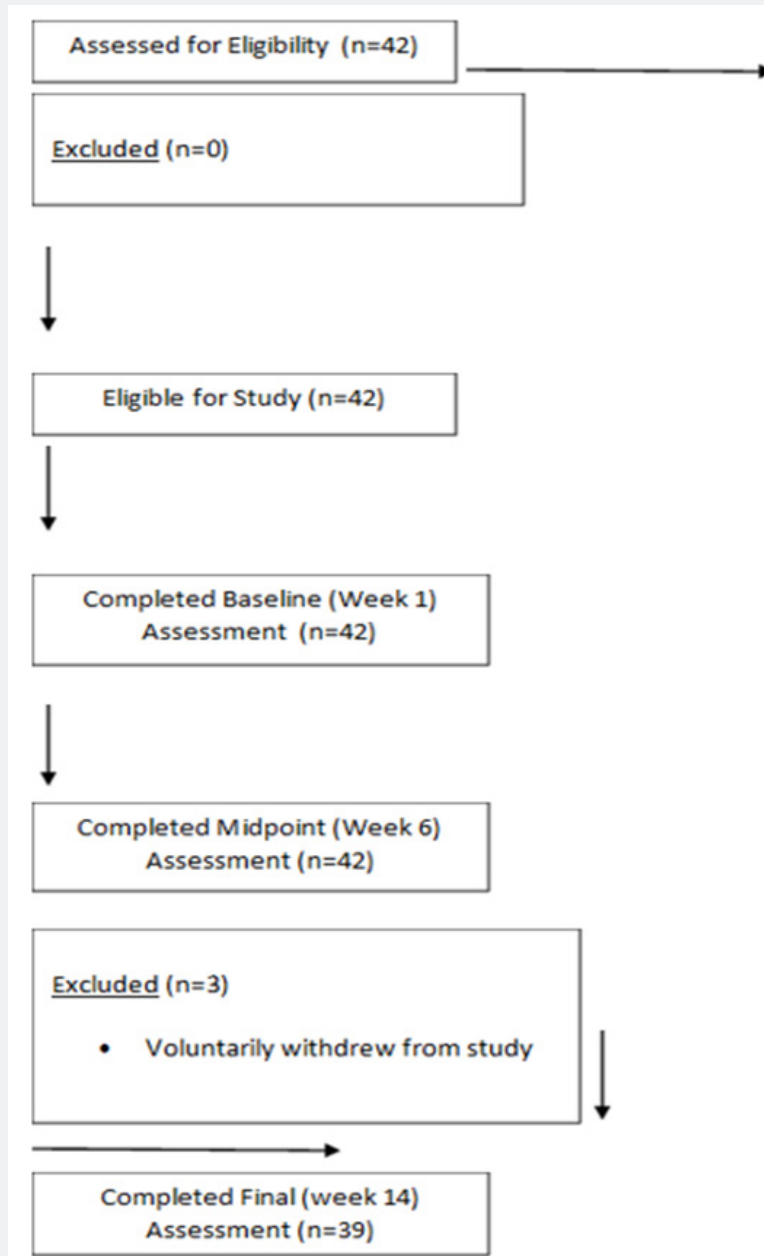 Assessed for Eligibility (n=42)
Excluded (n=0)
Eligible for Study (n=42)
Completed Baseline (Week 1)
Assessment (n=42)
Completed Midpoint (Week 6)
Assessment (n=42)
Excluded (n=3)
• Voluntarily withdrew from study
Completed Final (week 14)
Assessment (n=39)